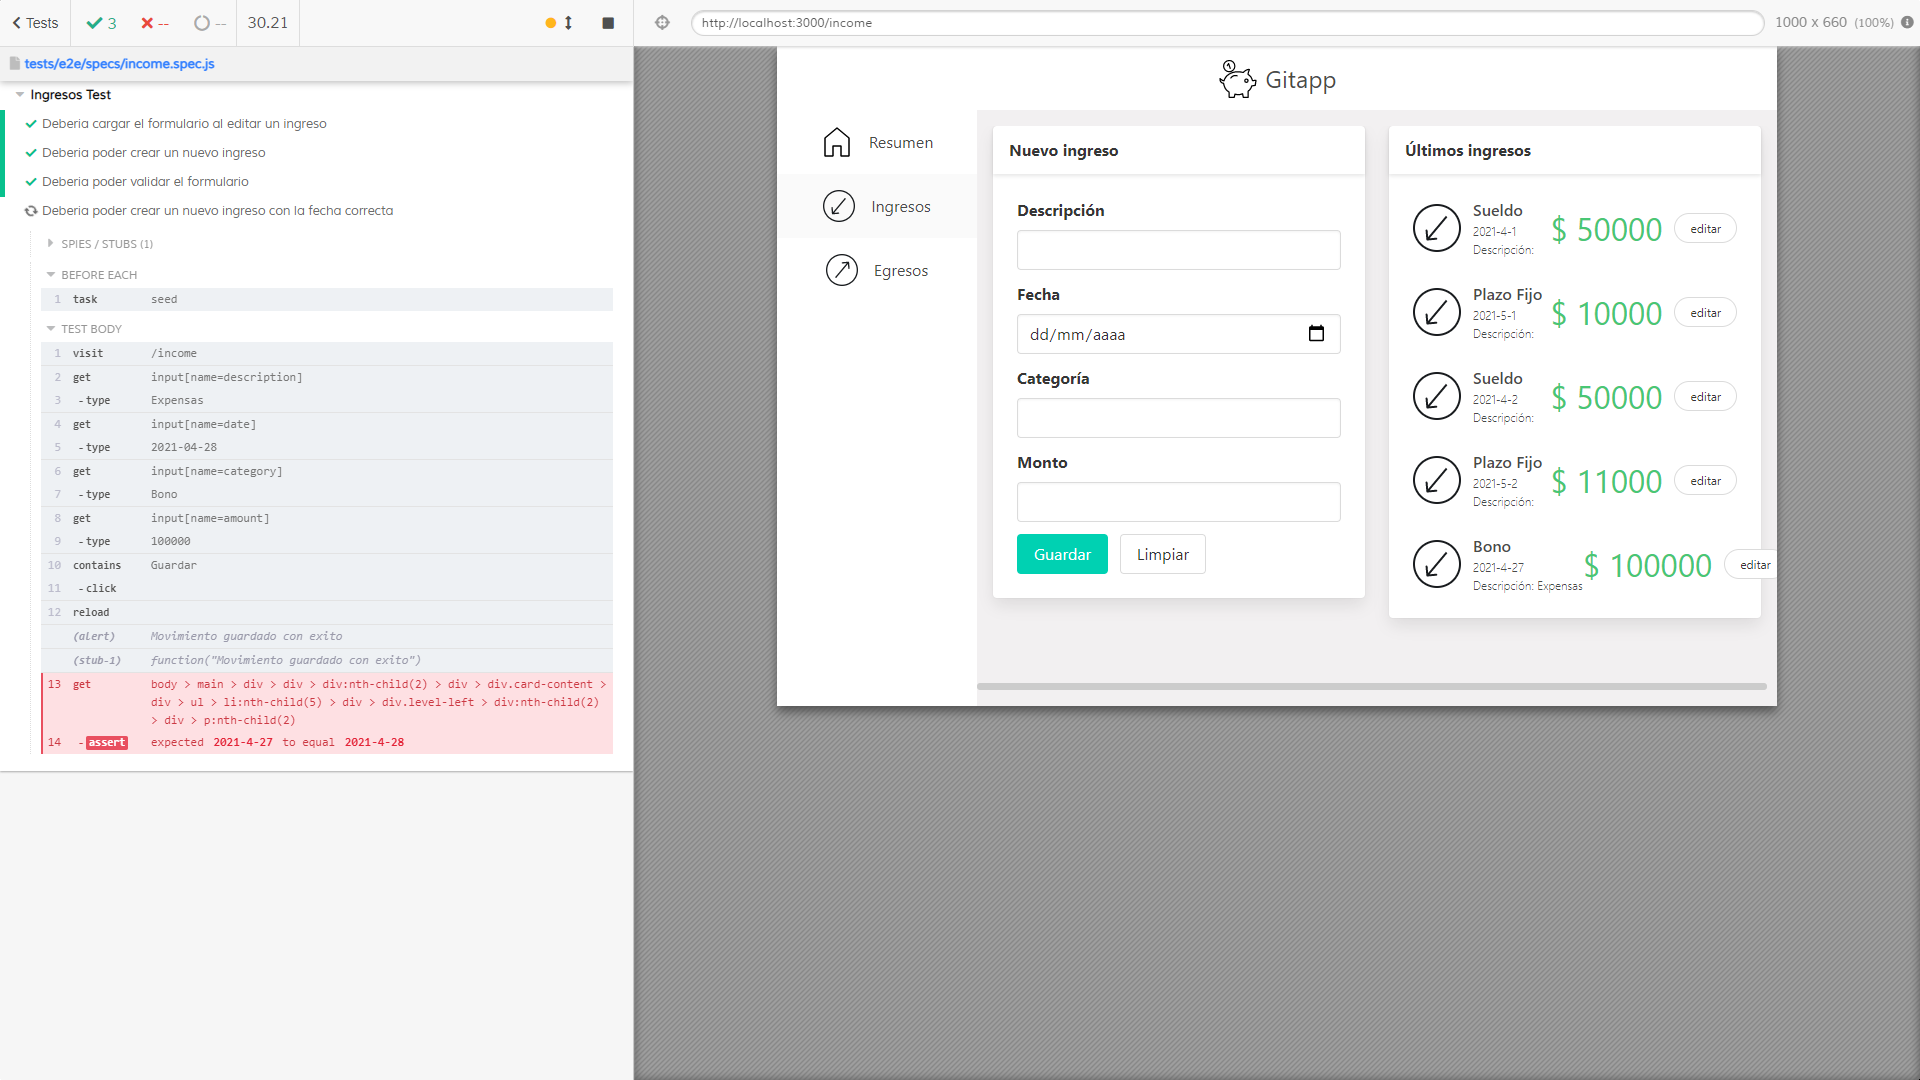 Tests
3
--
--
30.21
tests/e2e/specs/income.spec.js
Ingresos Test
Deberia cargar el formulario al editar un ingreso
Deberia poder crear un nuevo ingreso
Deberia poder validar el formulario
Deberia poder crear un nuevo ingreso con la fecha correcta
SPIES / STUBS (1)
BEFORE EACH
1 task seed
TEST BODY
1 visit /income
2 get input[name=description]
3 -type Expensas
4 get input[name=date]
5 -type 2021-04-28
6 get input[name=category]
7 -type Bono
8 get input[name=amount]
9 -type 100000
10 contains Guardar
11 -click
12 reload
(alert) Movimiento guardado con exito
(stub-1) function("Movimiento guardado con exito")
13 get body > main > div > div > div:nth-child(2) > div > div.card-content >
div > ul > li:nth-child(5) > div > div.level-left > div:nth-child(2)
> div > p:nth-child(2)
14 -assert expected 2021-4-27 to equal 2021-4-28
http://localhost:3000/income
1000 x 660 (100%)
Gitapp
Resumen
Ingresos
Egresos
Nuevo ingreso
Descripción
Fecha
dd/mm/aaaa
Categoría
Monto
Guardar
Limpiar
Últimos ingresos
Sueldo
2021-4-1
Descripción:
$ 50000
editar
Plazo Fijo
2021-5-1
Descripción:
$ 10000
editar
Sueldo
2021-4-2
Descripción:
$ 50000
editar
Plazo Fijo
2021-5-2
Descripción:
$ 11000
editar
Bono
2021-4-27
Descripción: Expensas
$ 100000
editar